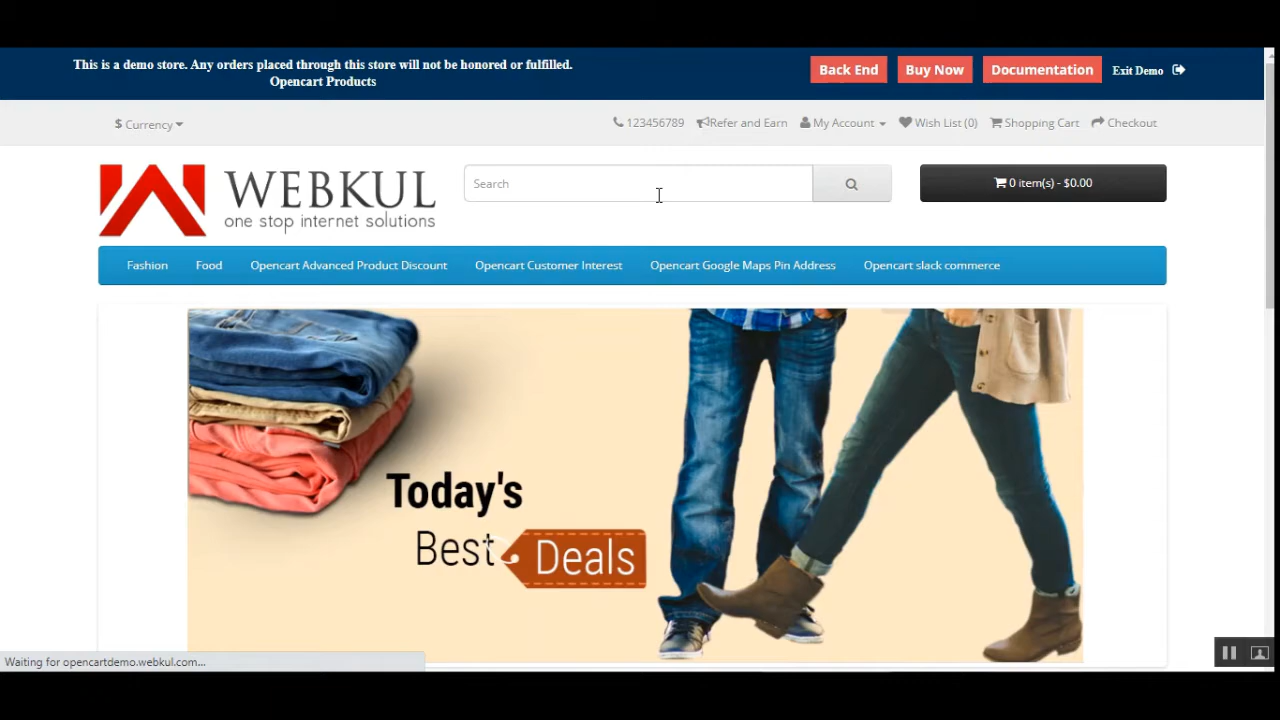 This is a demo store. Any orders placed through this store will not be honored or fulfilled.
Opencart Products
Back End
Buy Now
Documentation
Exit Demo
$ Currency
123456789
Refer and Earn
My Account
Wish List (0)
Shopping Cart
Checkout
WEBKUL
one stop internet solutions
Search
0 item(s) - $0.00
Fashion
Food
Opencart Advanced Product Discount
Opencart Customer Interest
Opencart Google Maps Pin Address
Opencart slack commerce
Today's
Best Deals
Waiting for opencartdemo.webkul.com...